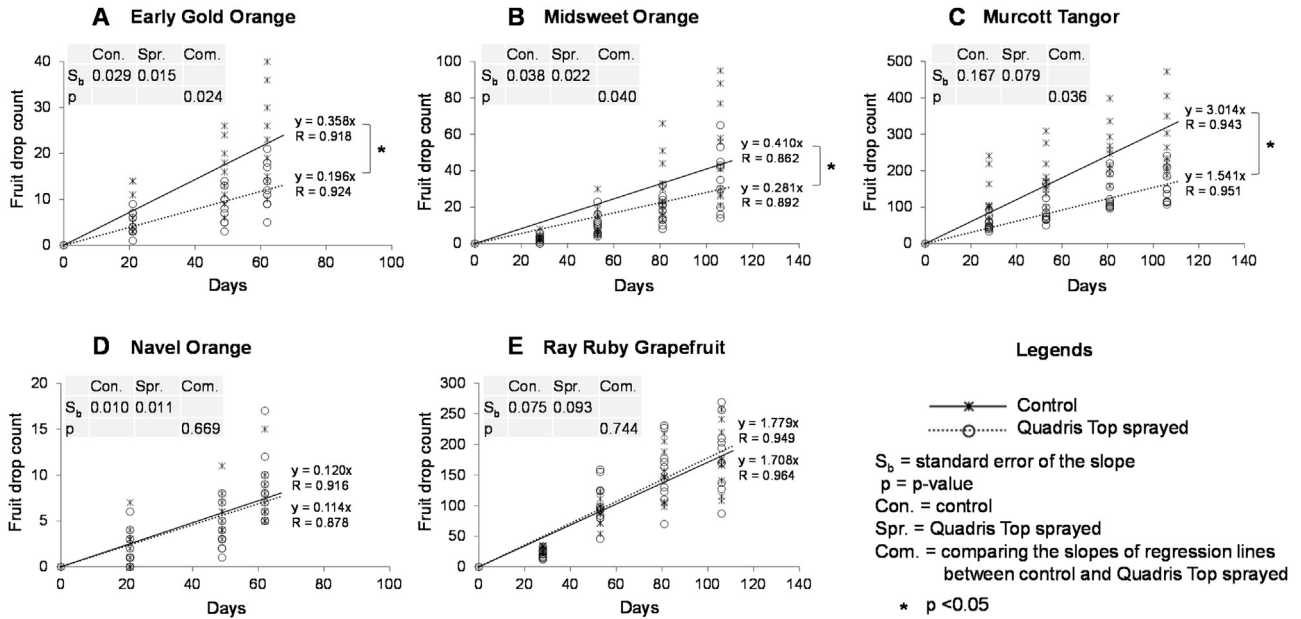 A Early Gold Orange
Con. Spr. Com.
Sb 0.029 0.015
p 0.024
Fruit drop count
40
30
20
10
0
0 20 40 60 80 100
Days
y = 0.358x
R = 0.918
*
y = 0.196x
R = 0.924
B Midsweet Orange
Con. Spr. Com.
Sb 0.038 0.022
p 0.040
Fruit drop count
100
80
60
40
20
0
0 20 40 60 80 100 120 140
Days
y = 0.410x
R = 0.862
*
y = 0.281x
R = 0.892
C Murcott Tangor
Con. Spr. Com.
Sb 0.167 0.079
p 0.036
Fruit drop count
500
400
300
200
100
0
0 20 40 60 80 100 120 140
Days
y = 3.014x
R = 0.943
*
y = 1.541x
R = 0.951
D Navel Orange
Con. Spr. Com.
Sb 0.010 0.011
p 0.669
Fruit drop count
20
15
10
5
0
0 20 40 60 80 100
Days
y = 0.120x
R = 0.916
y = 0.114x
R = 0.878
E Ray Ruby Grapefruit
Con. Spr. Com.
Sb 0.075 0.093
p 0.744
Fruit drop count
300
250
200
150
100
50
0
0 20 40 60 80 100 120 140
Days
y = 1.779x
R = 0.949
y = 1.708x
R = 0.964
Legends
Control
Quadris Top sprayed
Sb = standard error of the slope
p = p-value
Con. = control
Spr. = Quadris Top sprayed
Com. = comparing the slopes of regression lines
between control and Quadris Top sprayed
* p <0.05